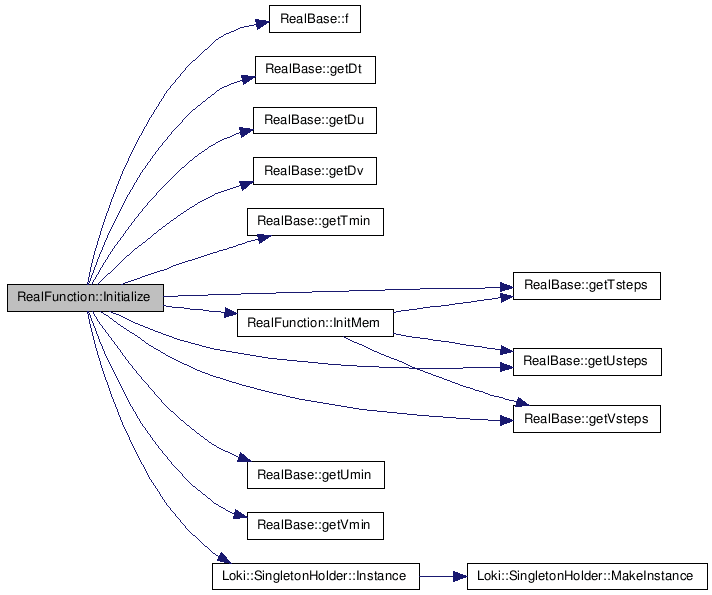 RealBase::f
RealBase::getDt
RealBase::getDu
RealBase::getDv
RealBase::getTmin
RealBase::getTsteps
RealFunction::Initialize
RealFunction::InitMem
RealBase::getUsteps
RealBase::getVsteps
RealBase::getUmin
RealBase::getVmin
Loki::SingletonHolder::Instance
Loki::SingletonHolder::MakeInstance